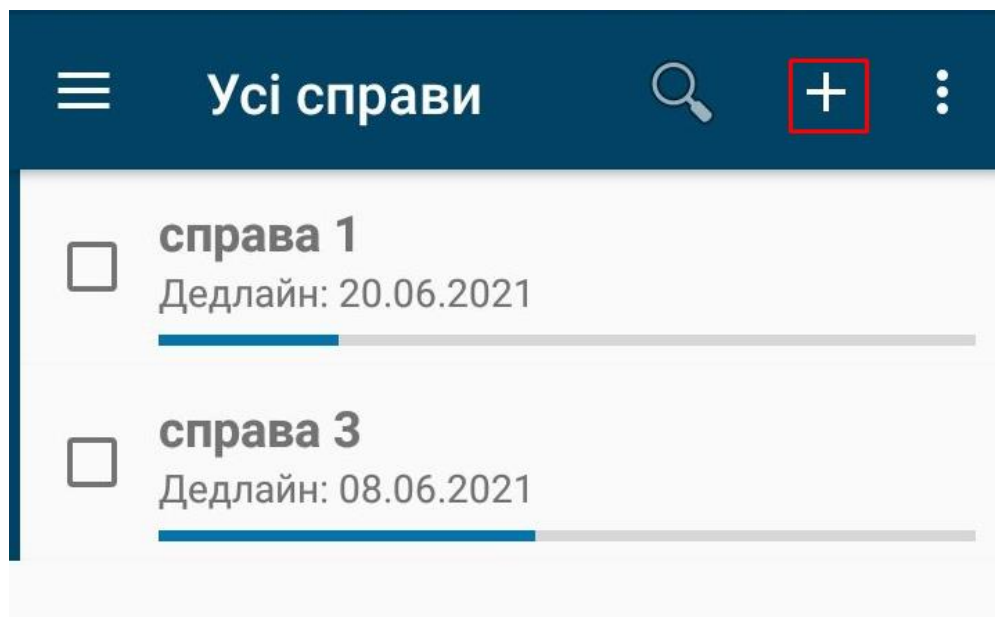 Усі справи
справа 1
Дедлайн: 20.06.2021
справа 3
Дедлайн: 08.06.2021